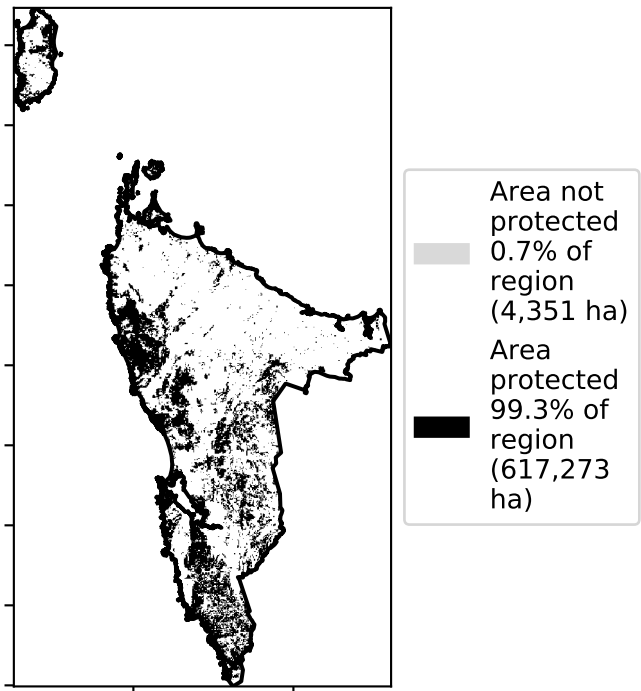 Area not
protected
0.7% of
region
(4,351 ha)
Area
protected
99.3% of
region
(617,273
ha)